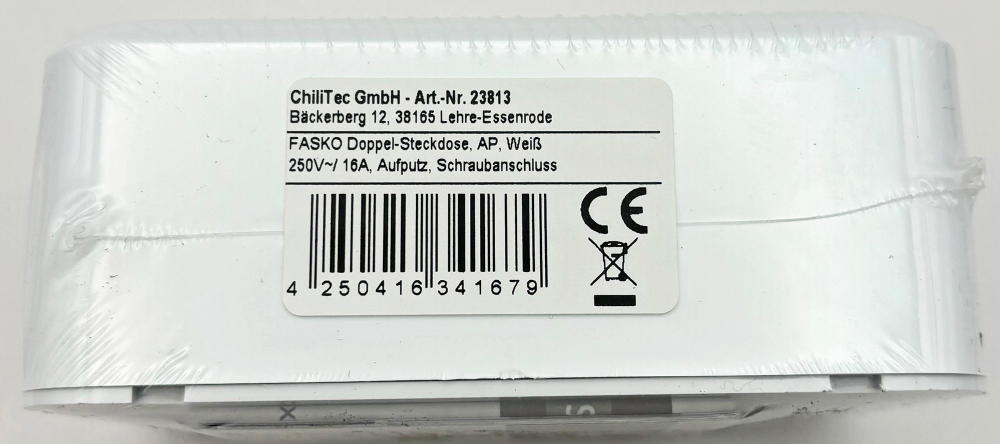 ChiliTec GmbH - Art.-Nr. 23813
Bäckerberg 12, 38165 Lehre-Essenrode
FASKO Doppel-Steckdose, AP, Weiß
250V~/ 16A, Aufputz, Schraubanschluss
CE
4 250416 341679